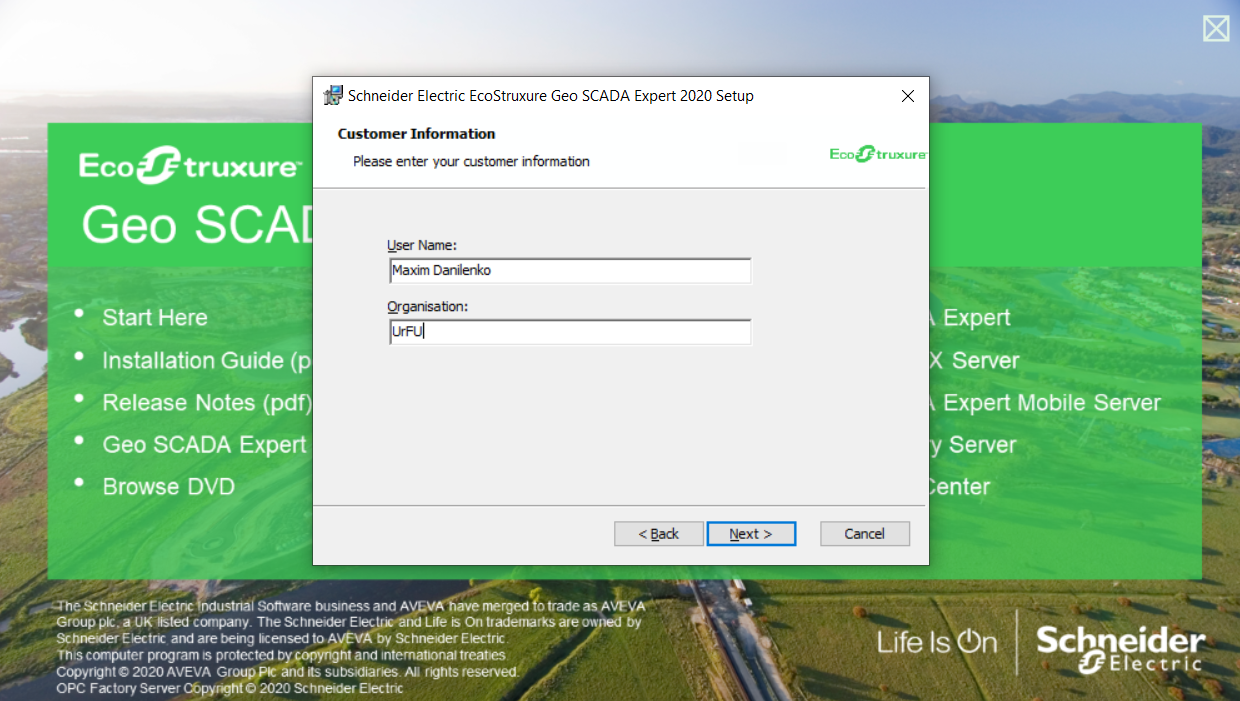 Schneider Electric EcoStruxure Geo SCADA Expert 2020 Setup
Customer Information
Please enter your customer information
EcoStruxure
User Name:
Maxim Danilenko
Organisation:
UrFU
< Back
Next >
Cancel
EcoStruxure™
Geo SCAD
Start Here
Installation Guide (p
Release Notes (pdf)
Geo SCADA Expert
Browse DVD
A Expert
X Server
A Expert Mobile Server
y Server
Center
The Schneider Electric Industrial Software business and AVEVA have merged to trade as AVEVA
Group plc, a UK listed company. The Schneider Electric and Life is On trademarks are owned by
Schneider Electric and are being licensed to AVEVA by Schneider Electric.
This computer program is protected by copyright and international treaties
Copyright © 2020 AVEVA Group Plc and its subsidiaries. All rights reserved.
OPC Factory Server Copyright © 2020 Schneider Electric
Life Is On
Schneider
Electric